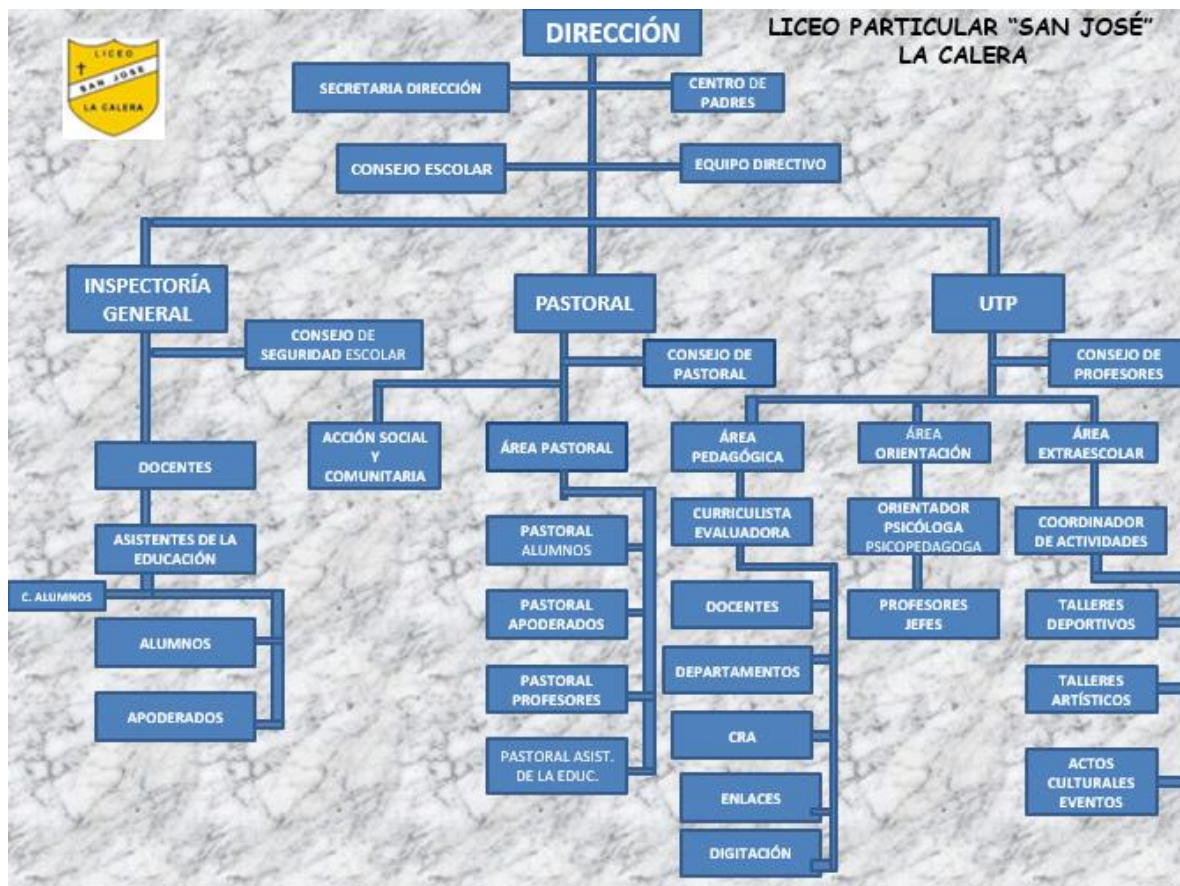 DIRECCIÓN
LICEO PARTICULAR “SAN JOSÉ”
LA CALERA
LICEO
SAN JOSE
LA CALERA
SECRETARIA DIRECCIÓN
CENTRO DE
PADRES
CONSEJO ESCOLAR
EQUIPO DIRECTIVO
INSPECTORÍA
GENERAL
PASTORAL
UTP
CONSEJO DE
SEGURIDAD ESCOLAR
CONSEJO DE
PASTORAL
CONSEJO DE
PROFESORES
DOCENTES
ACCIÓN SOCIAL
Y
COMUNITARIA
ÁREA PASTORAL
ÁREA
PEDAGÓGICA
ÁREA
ORIENTACIÓN
ÁREA
EXTRAESCOLAR
ASISTENTES DE LA
EDUCACIÓN
PASTORAL
ALUMNOS
CURRICULISTA
EVALUADORA
ORIENTADOR
PSICÓLOGA
PSICOPEDAGOGA
COORDINADOR
DE ACTIVIDADES
C. ALUMNOS
ALUMNOS
APODERADOS
PASTORAL
APODERADOS
PASTORAL
PROFESORES
PASTORAL ASIST.
DE LA EDUC.
DOCENTES
DEPARTAMENTOS
CRA
ENLACES
DIGITACIÓN
PROFESORES
JEFES
TALLERES
DEPORTIVOS
TALLERES
ARTÍSTICOS
ACTOS
CULTURALES
EVENTOS